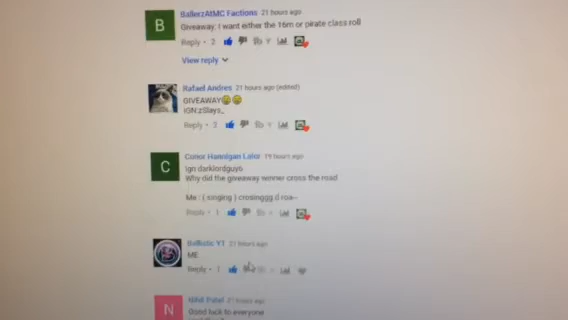 B
BallerzAtMC Factions 21 hours ago
Giveaway: I want either the 16m or pirate class roll
Reply • 2
View reply
Rafael Andres 21 hours ago (edited)
GIVEAWAY
IGN:zSlays_
Reply • 2
C
Conor Hannigan Lalor 19 hours ago
ign darklordguy6
Why did the giveaway winner cross the road
Me : ( singing ) crosinggg d roa--
Reply • 1
Ballistic YT 21 hours ago
ME
Reply • 1
N
Nihit Patel 21 hours ago
Good luck to everyone